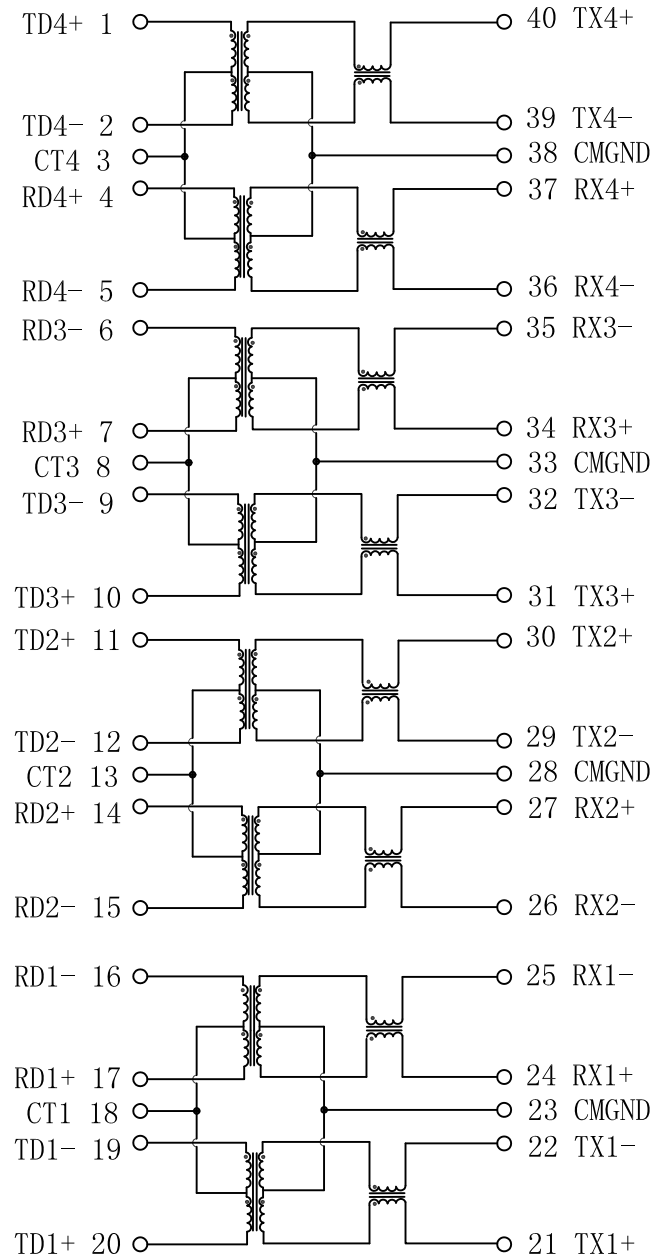 TD4+ 1 40 TX4+
TD4- 2 39 TX4-
CT4 3 38 CMGND
RD4+ 4 37 RX4+
RD4- 5 36 RX4-
RD3- 6 35 RX3-
RD3+ 7 34 RX3+
CT3 8 33 CMGND
TD3- 9 32 TX3-
TD3+ 10 31 TX3+
TD2+ 11 30 TX2+
TD2- 12 29 TX2-
CT2 13 28 CMGND
RD2+ 14 27 RX2+
RD2- 15 26 RX2-
RD1- 16 25 RX1-
RD1+ 17 24 RX1+
CT1 18 23 CMGND
TD1- 19 22 TX1-
TD1+ 20 21 TX1+